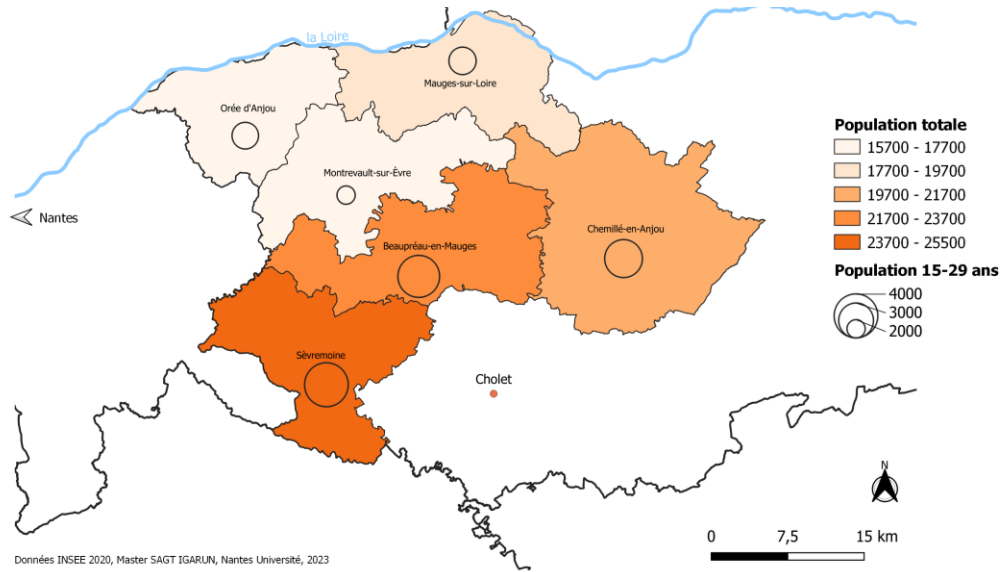 la Loire
Mauges-sur-Loire
Orée d'Anjou
Montrevault-sur-Èvre
Nantes
Chemillé-en-Anjou
Beaupréau-en-Mauges
Sèvremoine
Cholet
Population totale
15700 - 17700
17700 - 19700
19700 - 21700
21700 - 23700
23700 - 25500
Population 15-29 ans
4000
3000
2000
N
0 7,5 15 km
Données INSEE 2020, Master SAGT IGARUN, Nantes Université, 2023